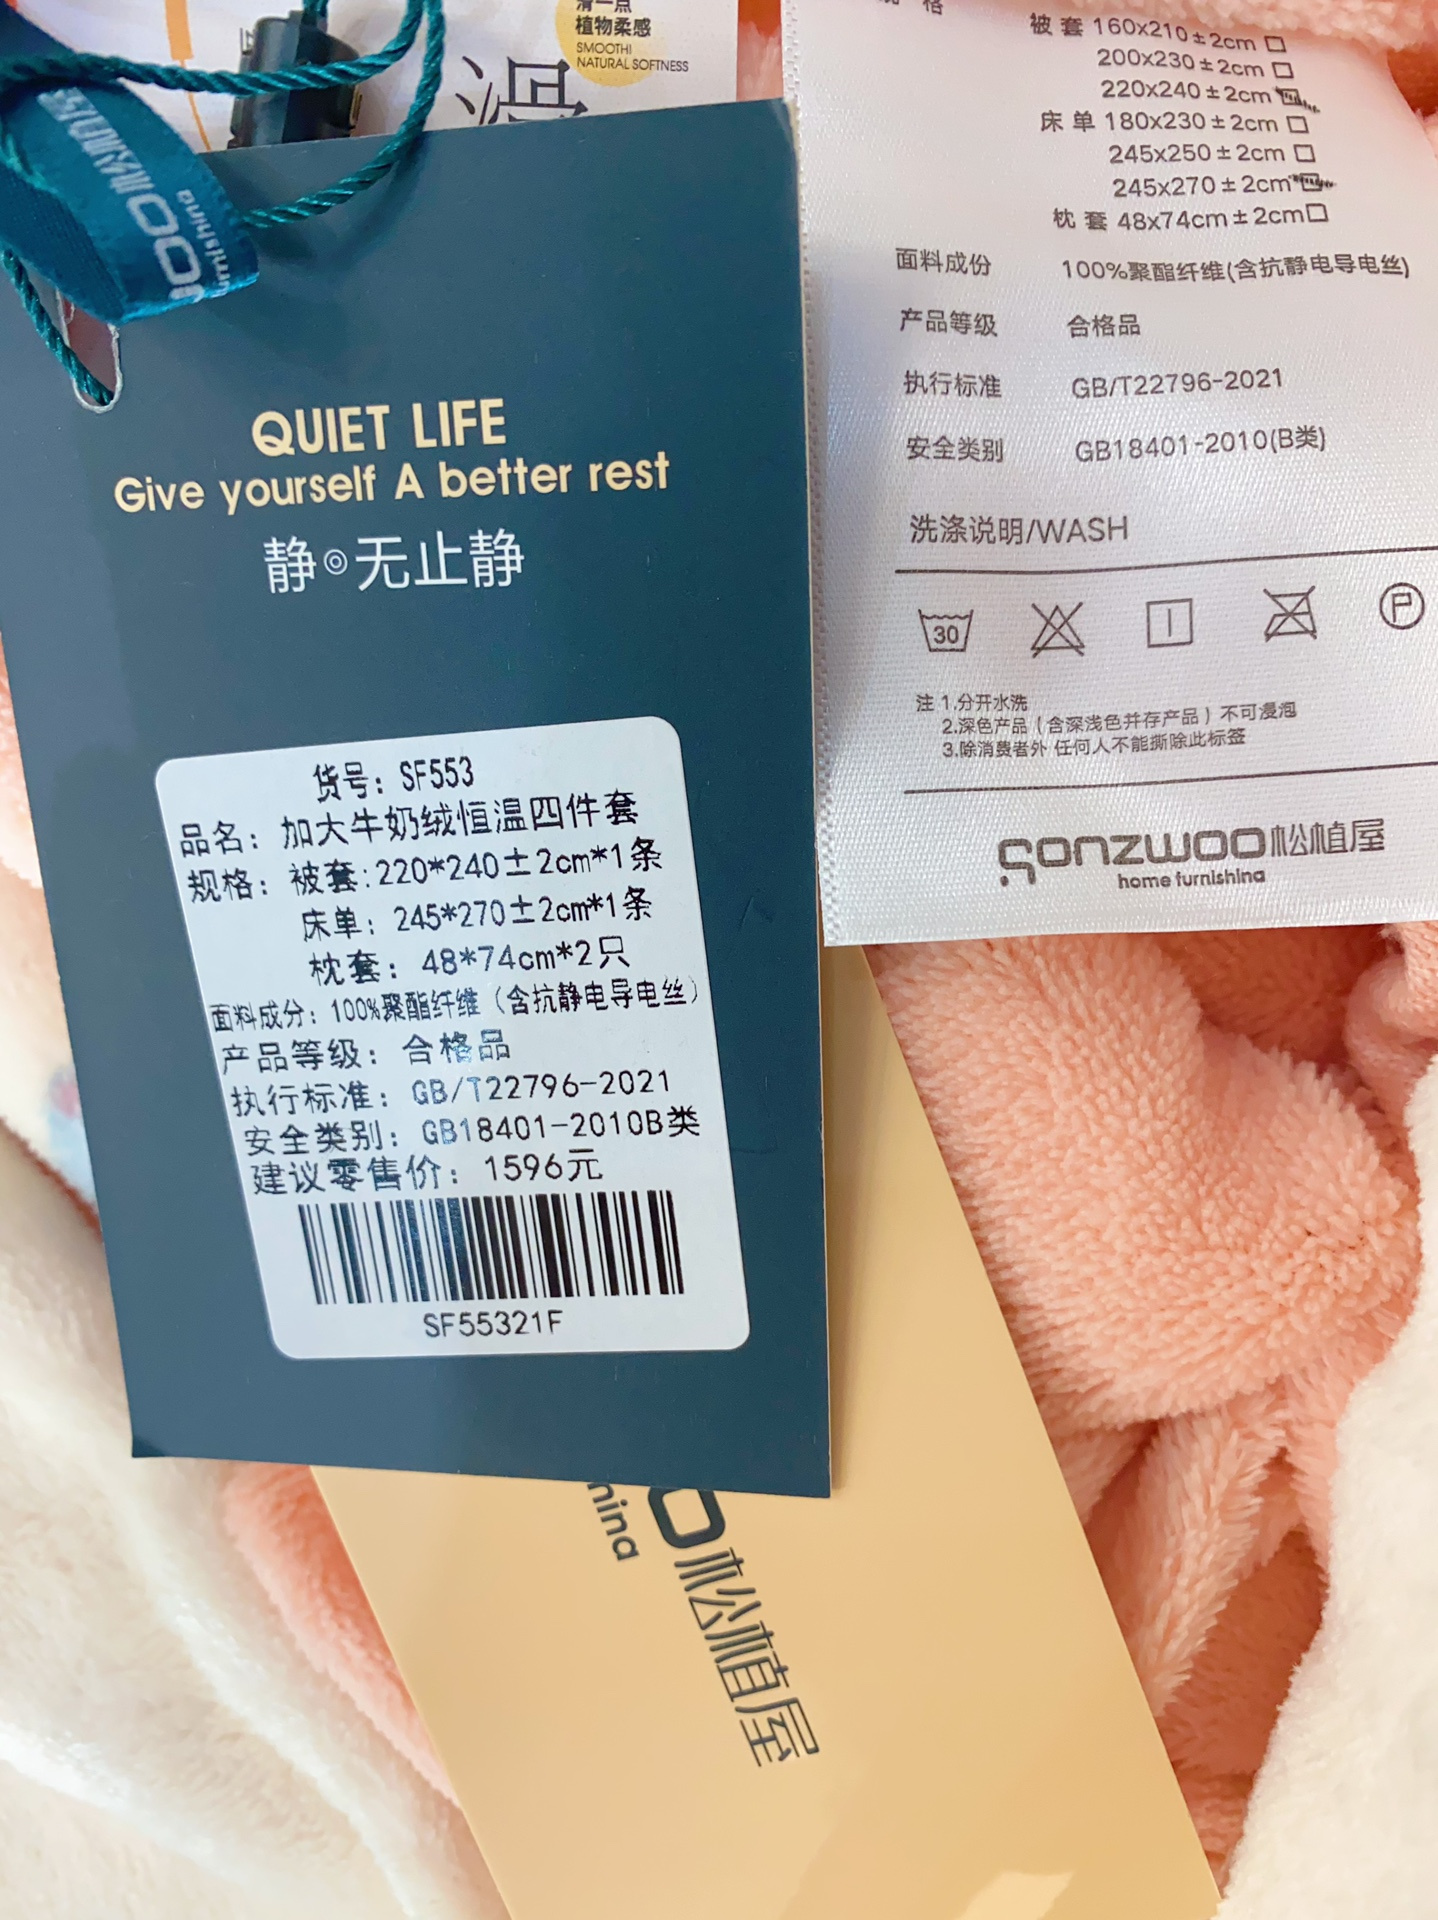 滑一点
植物柔感
SMOOTH!
NATURAL SOFTNESS
滑
QUIET LIFE
Give yourself A better rest
静◎无止静
货号：SF553
品名：加大牛奶绒恒温四件套
规格：被套:220*240±2cm*1条
床单：245*270±2cm*1条
枕套：48*74cm*2只
面料成分：100%聚酯纤维（含抗静电导电丝）
产品等级：合格品
执行标准：GB/T22796-2021
安全类别：GB18401-2010B类
建议零售价：1596元
SF55321F
hina
松植屋
规格
被套 160x210±2cm
200x230±2cm
220x240±2cm
床单 180x230±2cm
245x250±2cm
245x270±2cm
枕套 48x74cm±2cm
面料成份 100%聚酯纤维(含抗静电导电丝)
产品等级 合格品
执行标准 GB/T22796-2021
安全类别 GB18401-2010(B类)
洗涤说明/WASH
30
P
注 1.分开水洗
2.深色产品（含深浅色并存产品）不可浸泡
3.除消费者外 任何人不能撕除此标签
SONZWOO松植屋
home furnishina